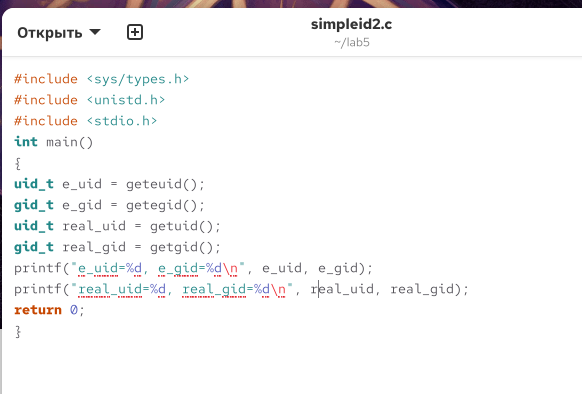 Открыть
simpleid2.c
~/lab5
#include <sys/types.h>
#include <unistd.h>
#include <stdio.h>
int main()
{
uid_t e_uid = geteuid();
gid_t e_gid = getegid();
uid_t real_uid = getuid();
gid_t real_gid = getgid();
printf("e_uid=%d, e_gid=%d\n", e_uid, e_gid);
printf("real_uid=%d, real_gid=%d\n", real_uid, real_gid);
return 0;
}